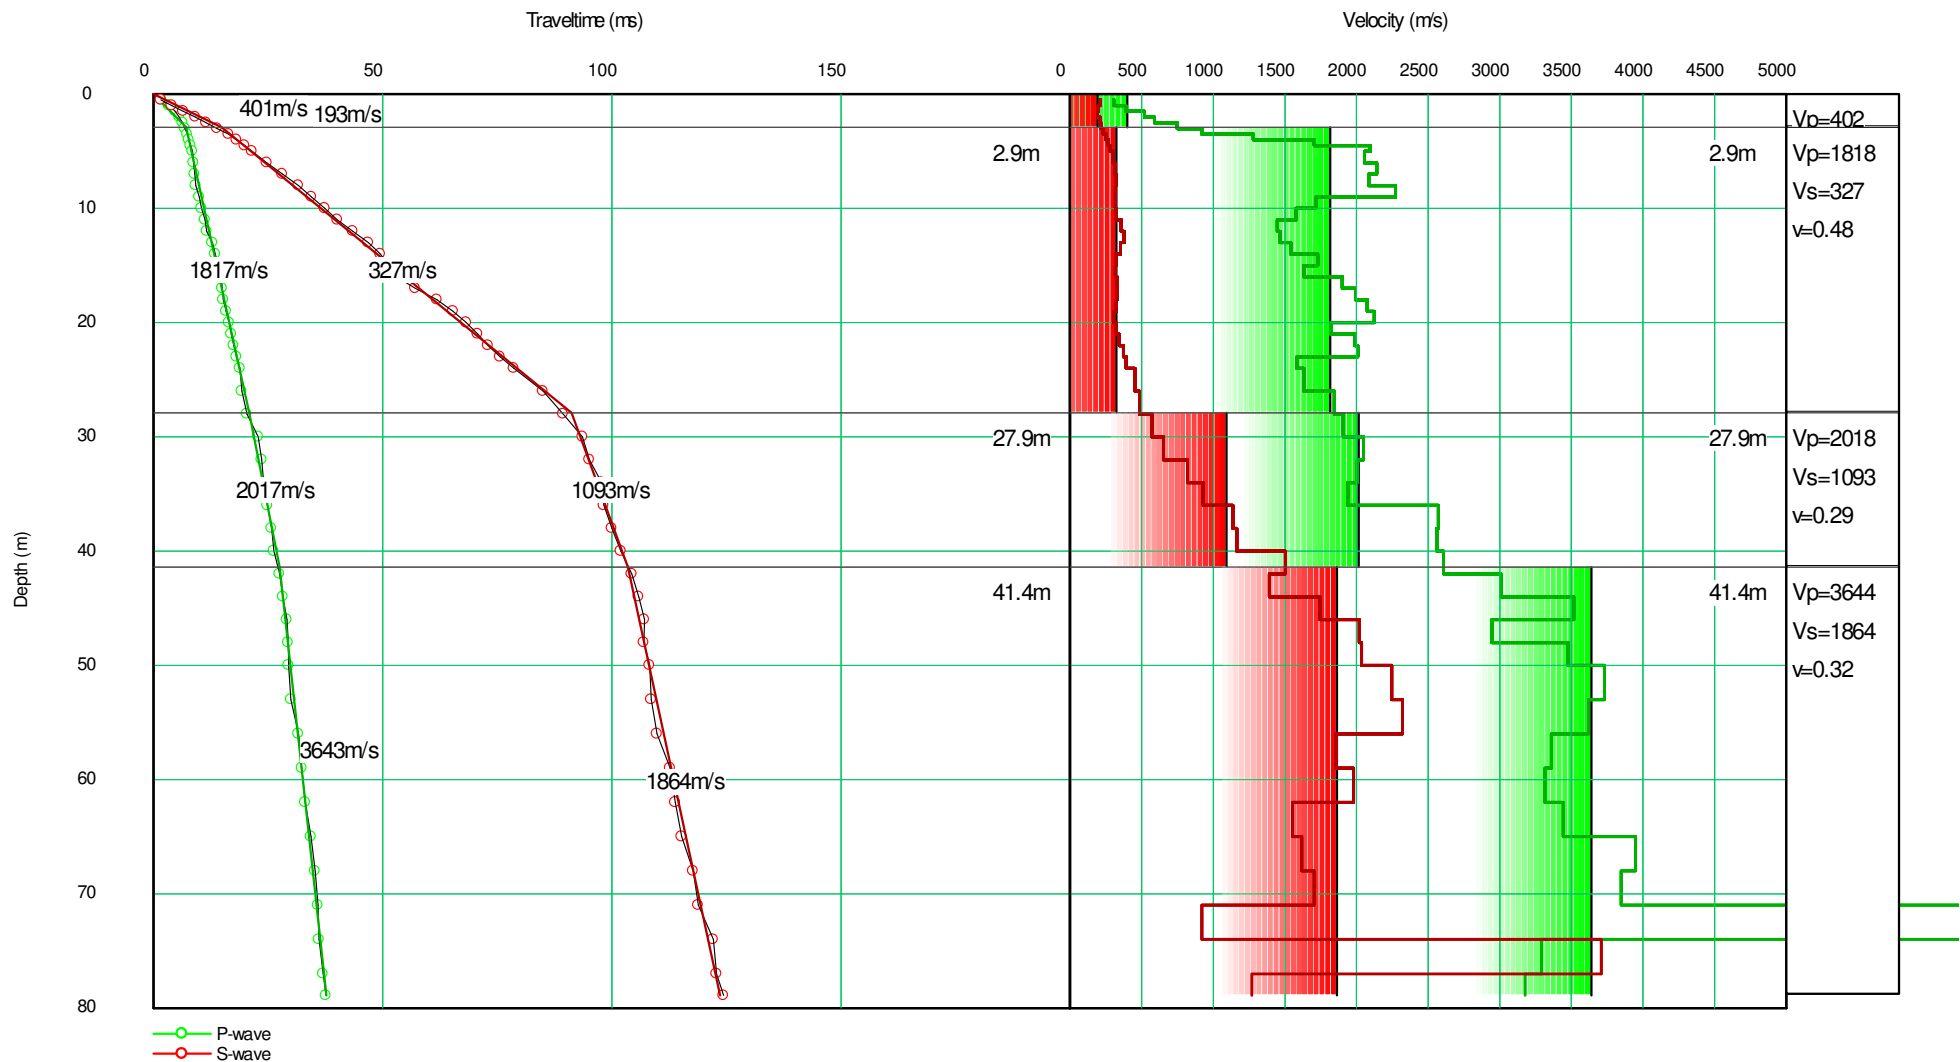 Traveltime (ms) Velocity (m/s)
0 50 100 150 0 500 1000 1500 2000 2500 3000 3500 4000 4500 5000
0
401m/s 193m/s
Vp=402
2.9m 2.9m Vp=1818
Vs=327
10
v=0.48
1817m/s 327m/s
20
30 27.9m 27.9m Vp=2018
Vs=1093
2017m/s 1093m/s
v=0.29
40
Depth (m)
41.4m 41.4m Vp=3644
Vs=1864
50
v=0.32
3643m/s
60
1864m/s
70
80
P-wave
S-wave